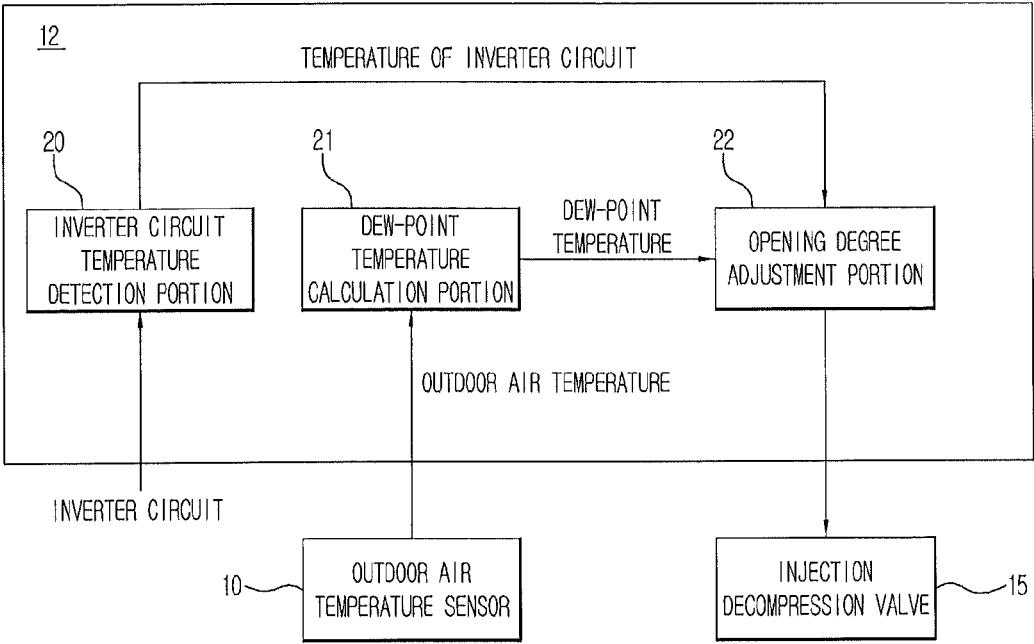 12
TEMPERATURE OF INVERTER CIRCUIT
20
21
22
INVERTER CIRCUIT
TEMPERATURE
DETECTION PORTION
DEW-POINT
TEMPERATURE
CALCULATION PORTION
DEW-POINT
TEMPERATURE
OPENING DEGREE
ADJUSTMENT PORTION
OUTDOOR AIR TEMPERATURE
INVERTER CIRCUIT
10
OUTDOOR AIR
TEMPERATURE SENSOR
INJECTION
DECOMPRESSION VALVE
15